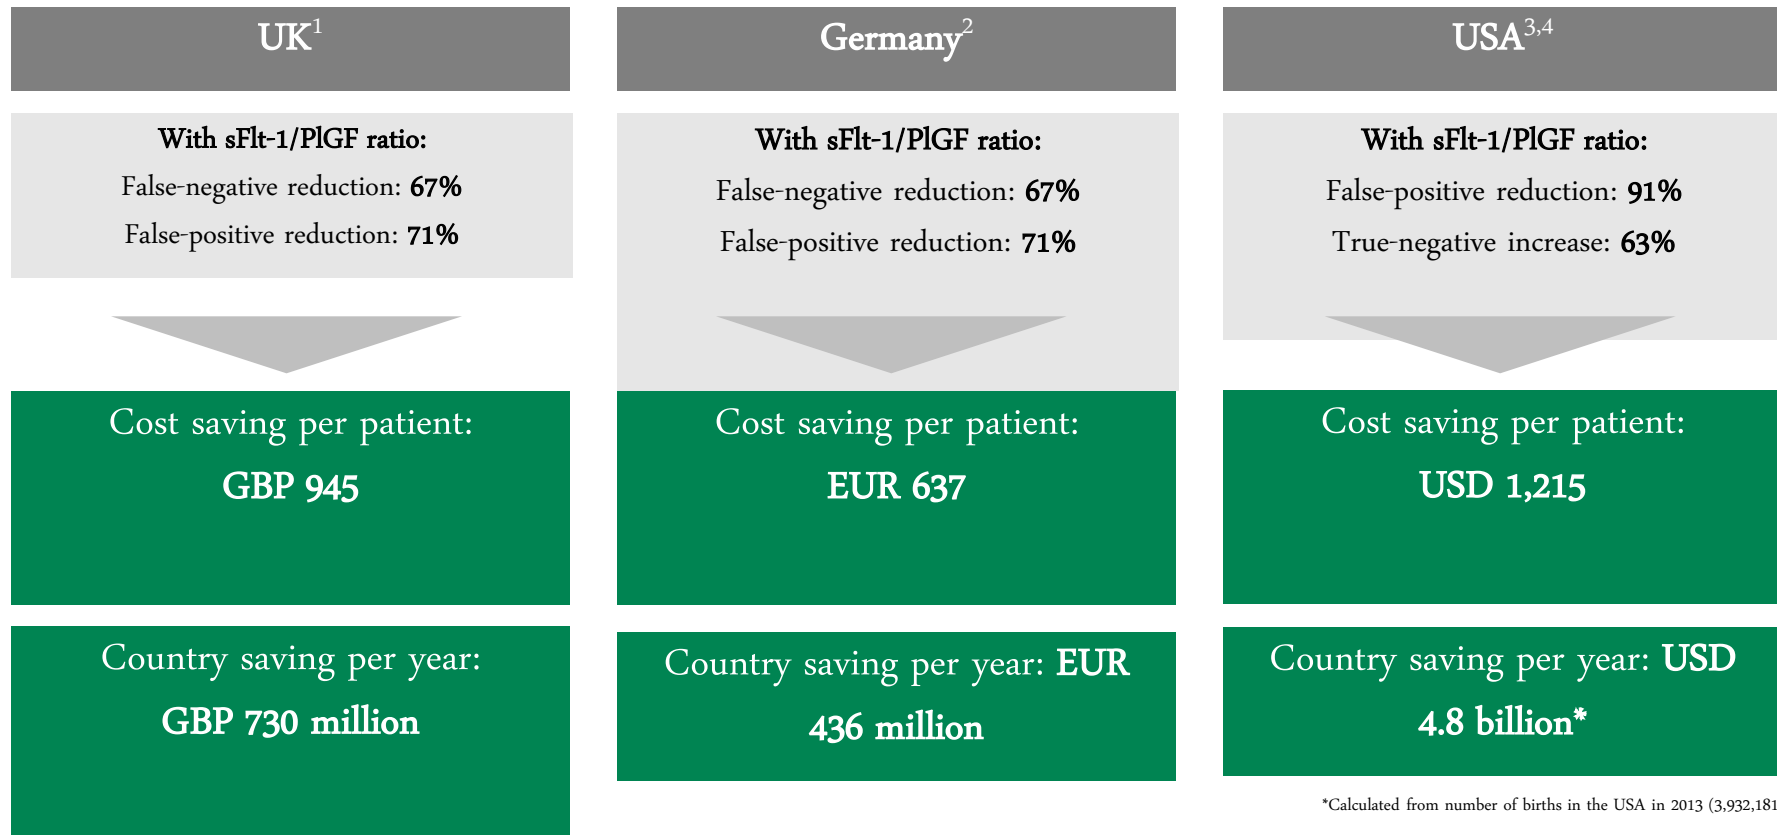 UK1
With sFlt-1/PlGF ratio:
False-negative reduction: 67%
False-positive reduction: 71%
Cost saving per patient:
GBP 945
Country saving per year:
GBP 730 million
Germany2
With sFlt-1/PlGF ratio:
False-negative reduction: 67%
False-positive reduction: 71%
Cost saving per patient:
EUR 637
Country saving per year: EUR
436 million
USA3,4
With sFlt-1/PlGF ratio:
False-positive reduction: 91%
True-negative increase: 63%
Cost saving per patient:
USD 1,215
Country saving per year: USD
4.8 billion*
*Calculated from number of births in the USA in 2013 (3,932,181